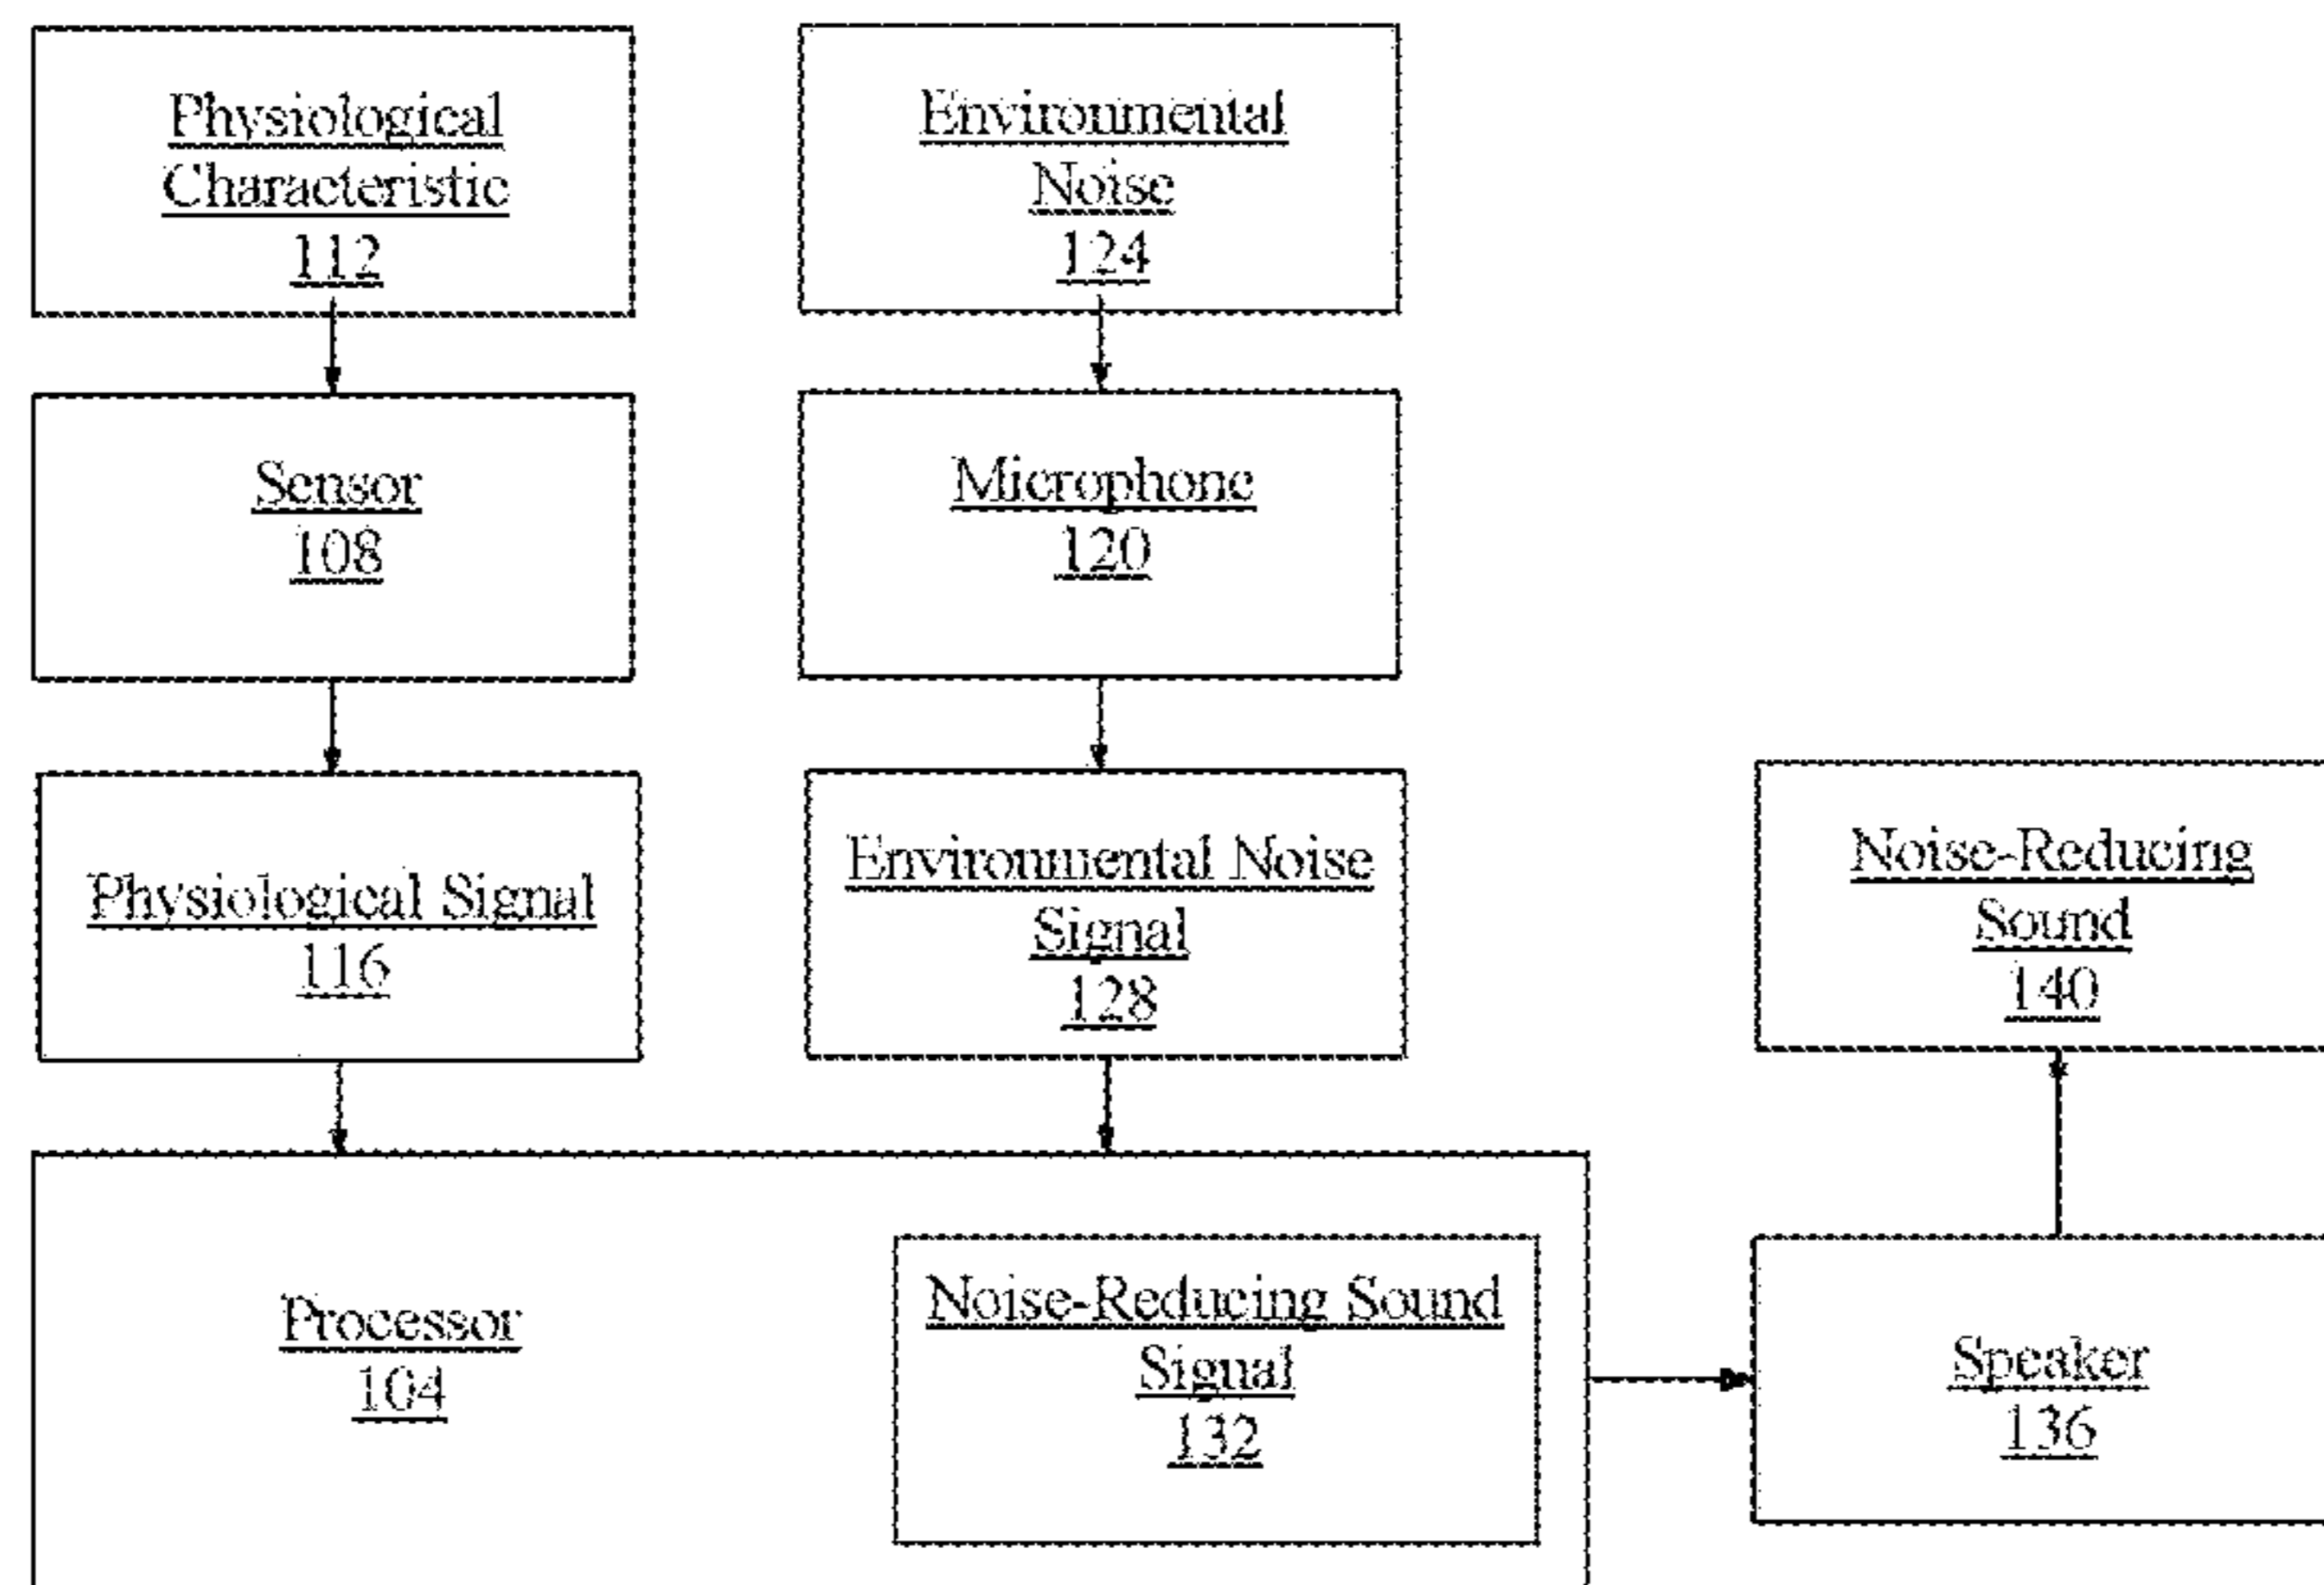 Physiological
Characteristic
112
Environmental
Noise
124
Sensor
108
Microphone
120
Physiological Signal
116
Environmental Noise
Signal
128
Noise-Reducing
Sound
140
Processor
104
Noise-Reducing Sound
Signal
132
Speaker
136